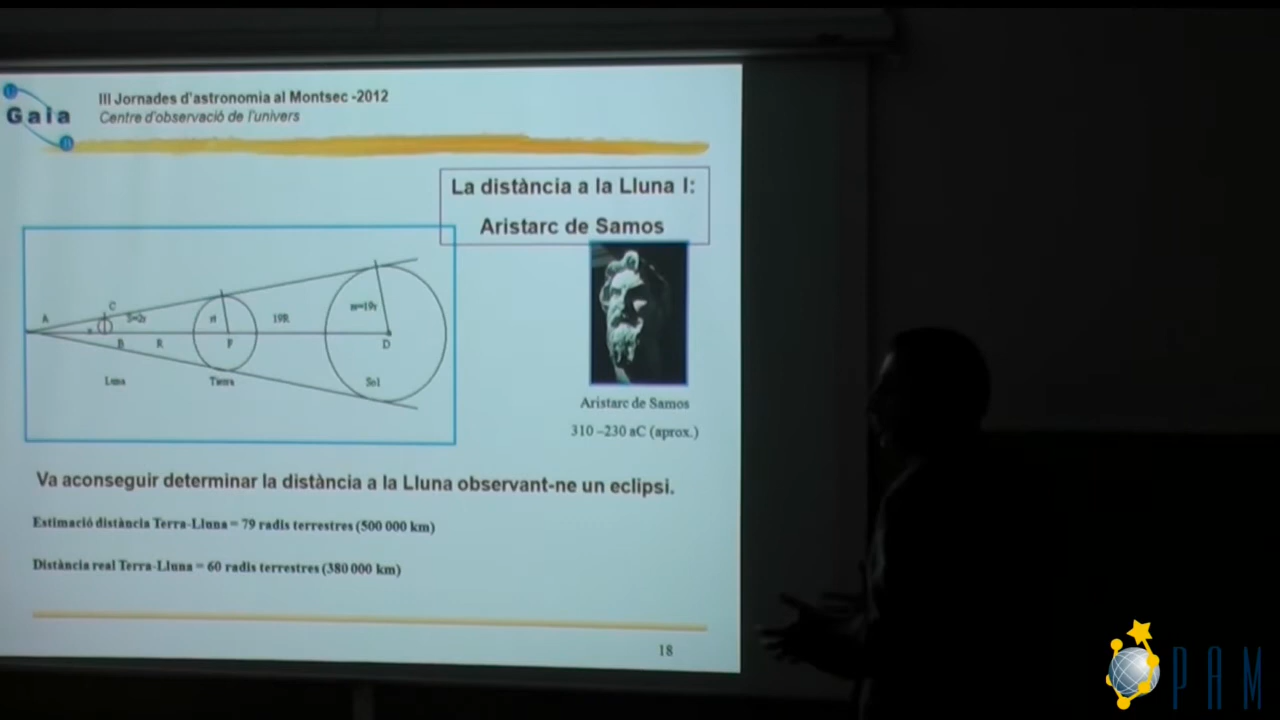 Gaia
III Jornades d'astronomia al Montsec -2012
Centre d'observació de l'univers
La distància a la Lluna I:
Aristarc de Samos
A
C
S=2r
19R
m=19r
B
R
D
Luna
Tierra
Sol
Aristarc de Samos
310 –230 aC (aprox.)
Va aconseguir determinar la distància a la Lluna observant-ne un eclipsi.
Estimació distància Terra-Lluna = 79 radis terrestres (500 000 km)
Distància real Terra-Lluna = 60 radis terrestres (380 000 km)
18
PAM